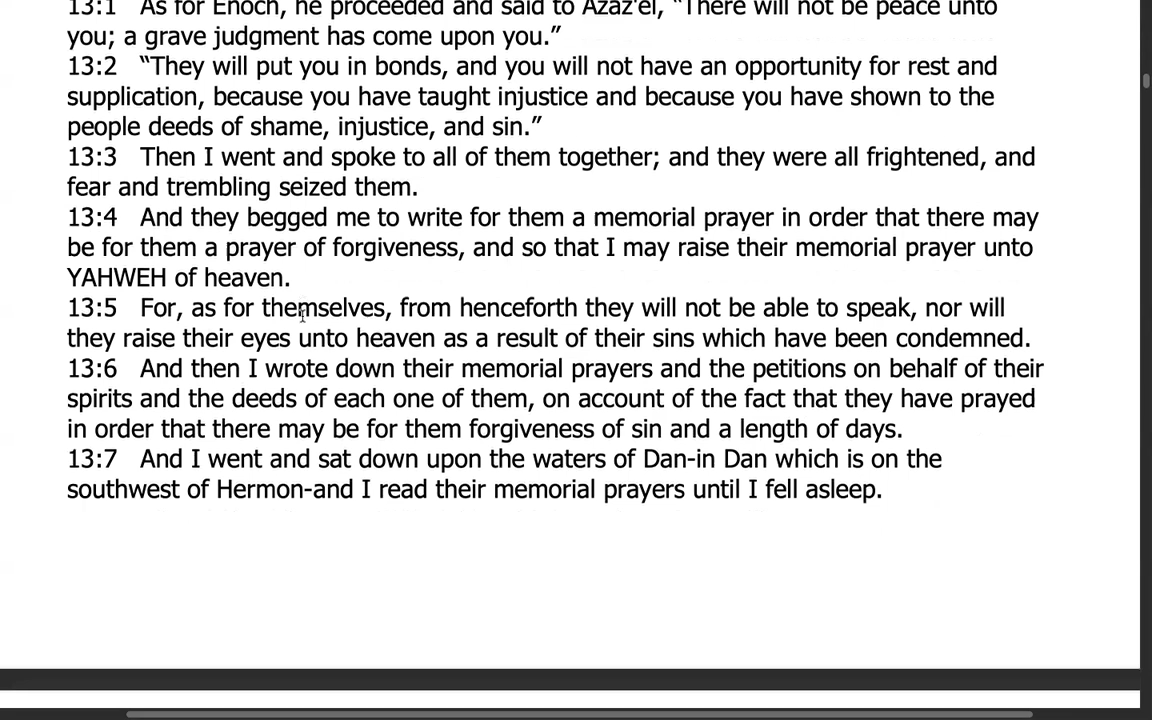 13:1 As for Enoch, he proceeded and said to Azaz'el, “There will not be peace unto
you; a grave judgment has come upon you.”
13:2 “They will put you in bonds, and you will not have an opportunity for rest and
supplication, because you have taught injustice and because you have shown to the
people deeds of shame, injustice, and sin.”
13:3 Then I went and spoke to all of them together; and they were all frightened, and
fear and trembling seized them.
13:4 And they begged me to write for them a memorial prayer in order that there may
be for them a prayer of forgiveness, and so that I may raise their memorial prayer unto
YAHWEH of heaven.
13:5 For, as for themselves, from henceforth they will not be able to speak, nor will
they raise their eyes unto heaven as a result of their sins which have been condemned.
13:6 And then I wrote down their memorial prayers and the petitions on behalf of their
spirits and the deeds of each one of them, on account of the fact that they have prayed
in order that there may be for them forgiveness of sin and a length of days.
13:7 And I went and sat down upon the waters of Dan-in Dan which is on the
southwest of Hermon-and I read their memorial prayers until I fell asleep.